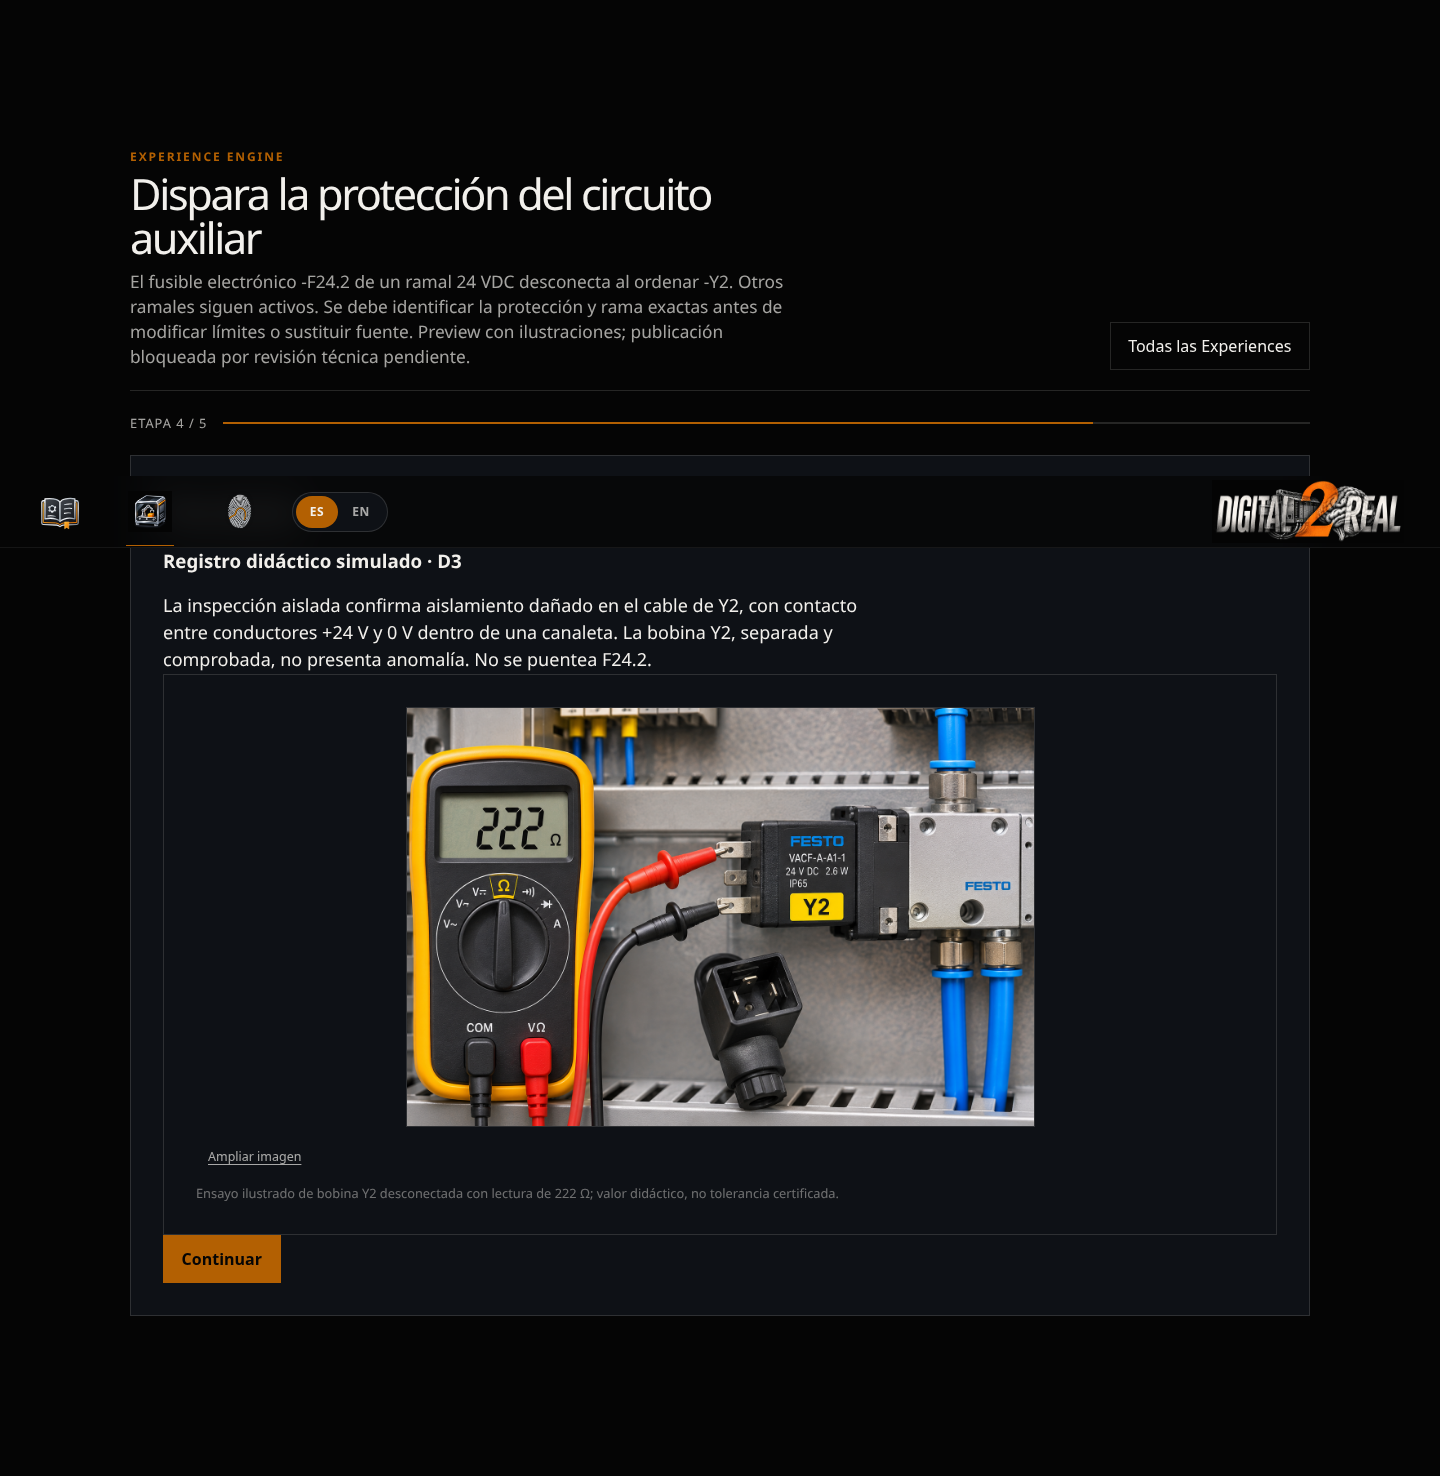 EXPERIENCE ENGINE
Dispara la protección del circuito
auxiliar
El fusible electrónico -F24.2 de un ramal 24 VDC desconecta al ordenar -Y2. Otros
ramales siguen activos. Se debe identificar la protección y rama exactas antes de
modificar límites o sustituir fuente. Preview con ilustraciones; publicación
bloqueada por revisión técnica pendiente.
Todas las Experiences
ETAPA 4 / 5
ES
EN
DIGITAL 2 REAL
Registro didáctico simulado · D3
La inspección aislada confirma aislamiento dañado en el cable de Y2, con contacto
entre conductores +24 V y 0 V dentro de una canaleta. La bobina Y2, separada y
comprobada, no presenta anomalía. No se puentea F24.2.
222 Ω
Ω
V⎓
V~
V~
A
COM
VΩ
FESTO
VACF-A-A1-1
24 V DC 2.6 W
IP65
Y2
FESTO
Ampliar imagen
Ensayo ilustrado de bobina Y2 desconectada con lectura de 222 Ω; valor didáctico, no tolerancia certificada.
Continuar